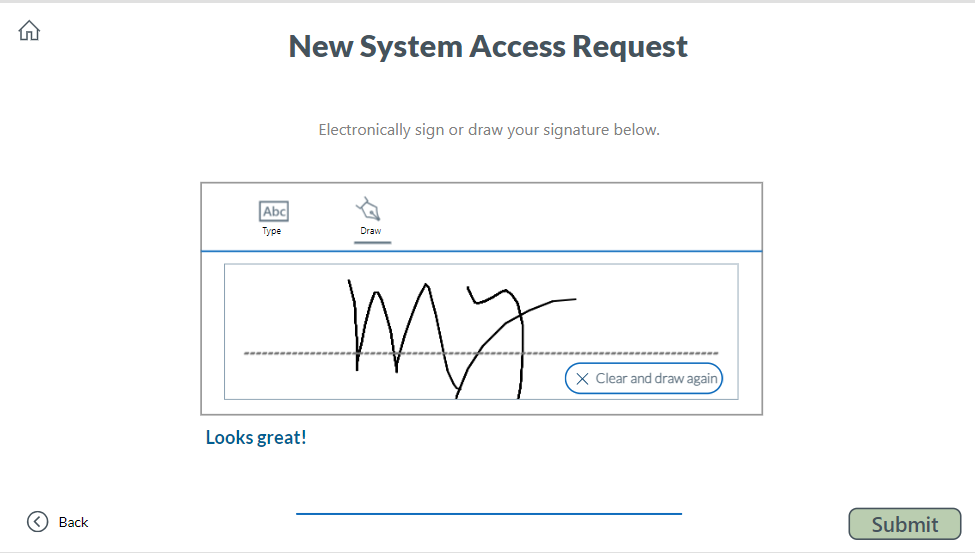 New System Access Request
Electronically sign or draw your signature below.
Abc
Type
Draw
Clear and draw again
Looks great!
Back
Submit